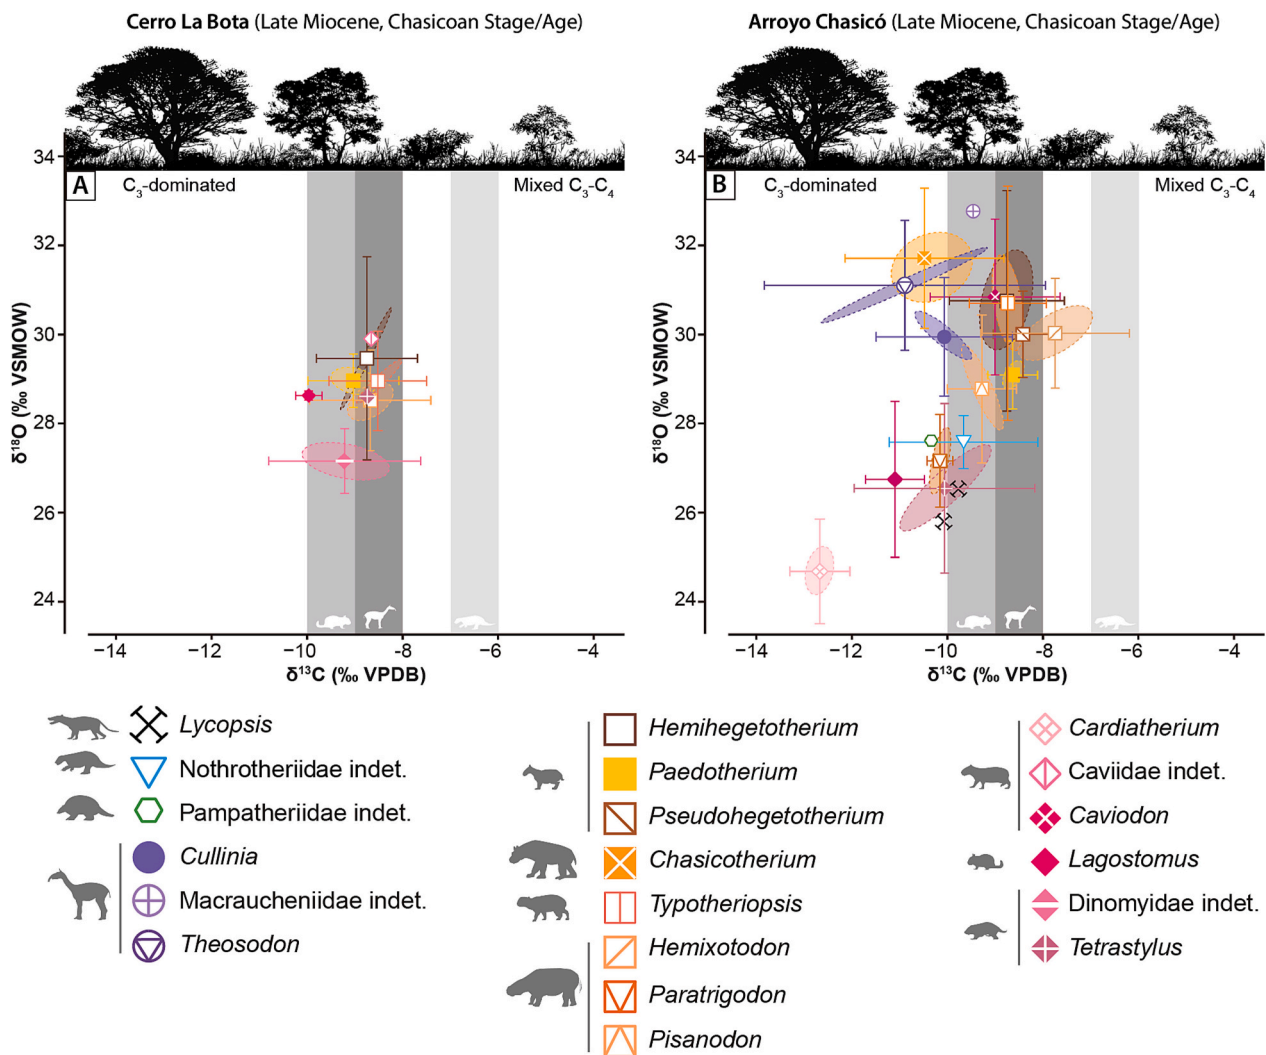 Cerro La Bota (Late Miocene, Chasicoan Stage/Age)
34
32
30
28
26
24
δ¹⁸O (‰ VSMOW)
A
C₃-dominated
Mixed C₃-C₄
−14
−12
−10
−8
−6
−4
δ¹³C (‰ VPDB)
Arroyo Chasicó (Late Miocene, Chasicoan Stage/Age)
34
32
30
28
26
24
δ¹⁸O (‰ VSMOW)
B
C₃-dominated
Mixed C₃-C₄
−14
−12
−10
−8
−6
−4
δ¹³C (‰ VPDB)
Lycopsis
Nothrotheriidae indet.
Pampatheriidae indet.
Cullinia
Macraucheniidae indet.
Theosodon
Hemihegetotherium
Paedotherium
Pseudohegetotherium
Chasicotherium
Typotheriopsis
Hemixotodon
Paratrigodon
Pisanodon
Cardiatherium
Caviidae indet.
Caviodon
Lagostomus
Dinomyidae indet.
Tetrastylus